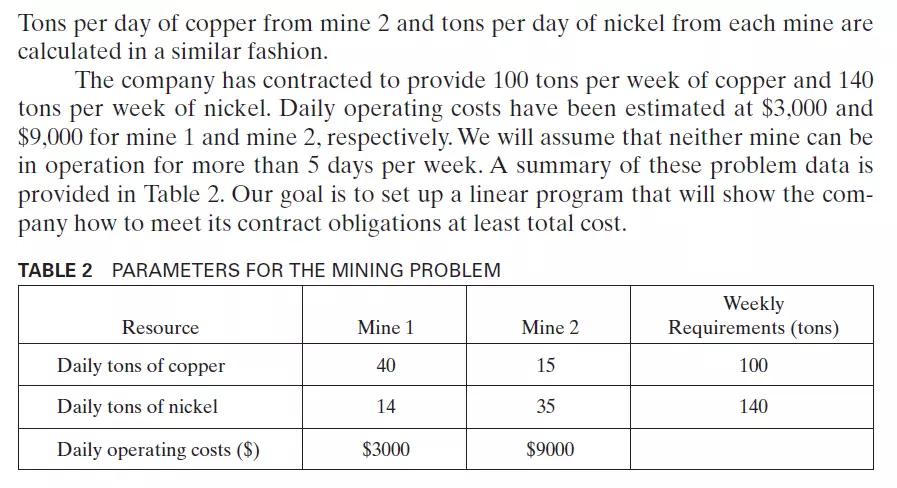 Tons per day of copper from mine 2 and tons per day of nickel from each mine are
calculated in a similar fashion.
The company has contracted to provide 100 tons per week of copper and 140
tons per week of nickel. Daily operating costs have been estimated at $3,000 and
$9,000 for mine 1 and mine 2, respectively. We will assume that neither mine can be
in operation for more than 5 days per week. A summary of these problem data is
provided in Table 2. Our goal is to set up a linear program that will show the com-
pany how to meet its contract obligations at least total cost.
TABLE 2 PARAMETERS FOR THE MINING PROBLEM
Resource Mine 1 Mine 2 Weekly
Requirements (tons)
Daily tons of copper 40 15 100
Daily tons of nickel 14 35 140
Daily operating costs ($) $3000 $9000